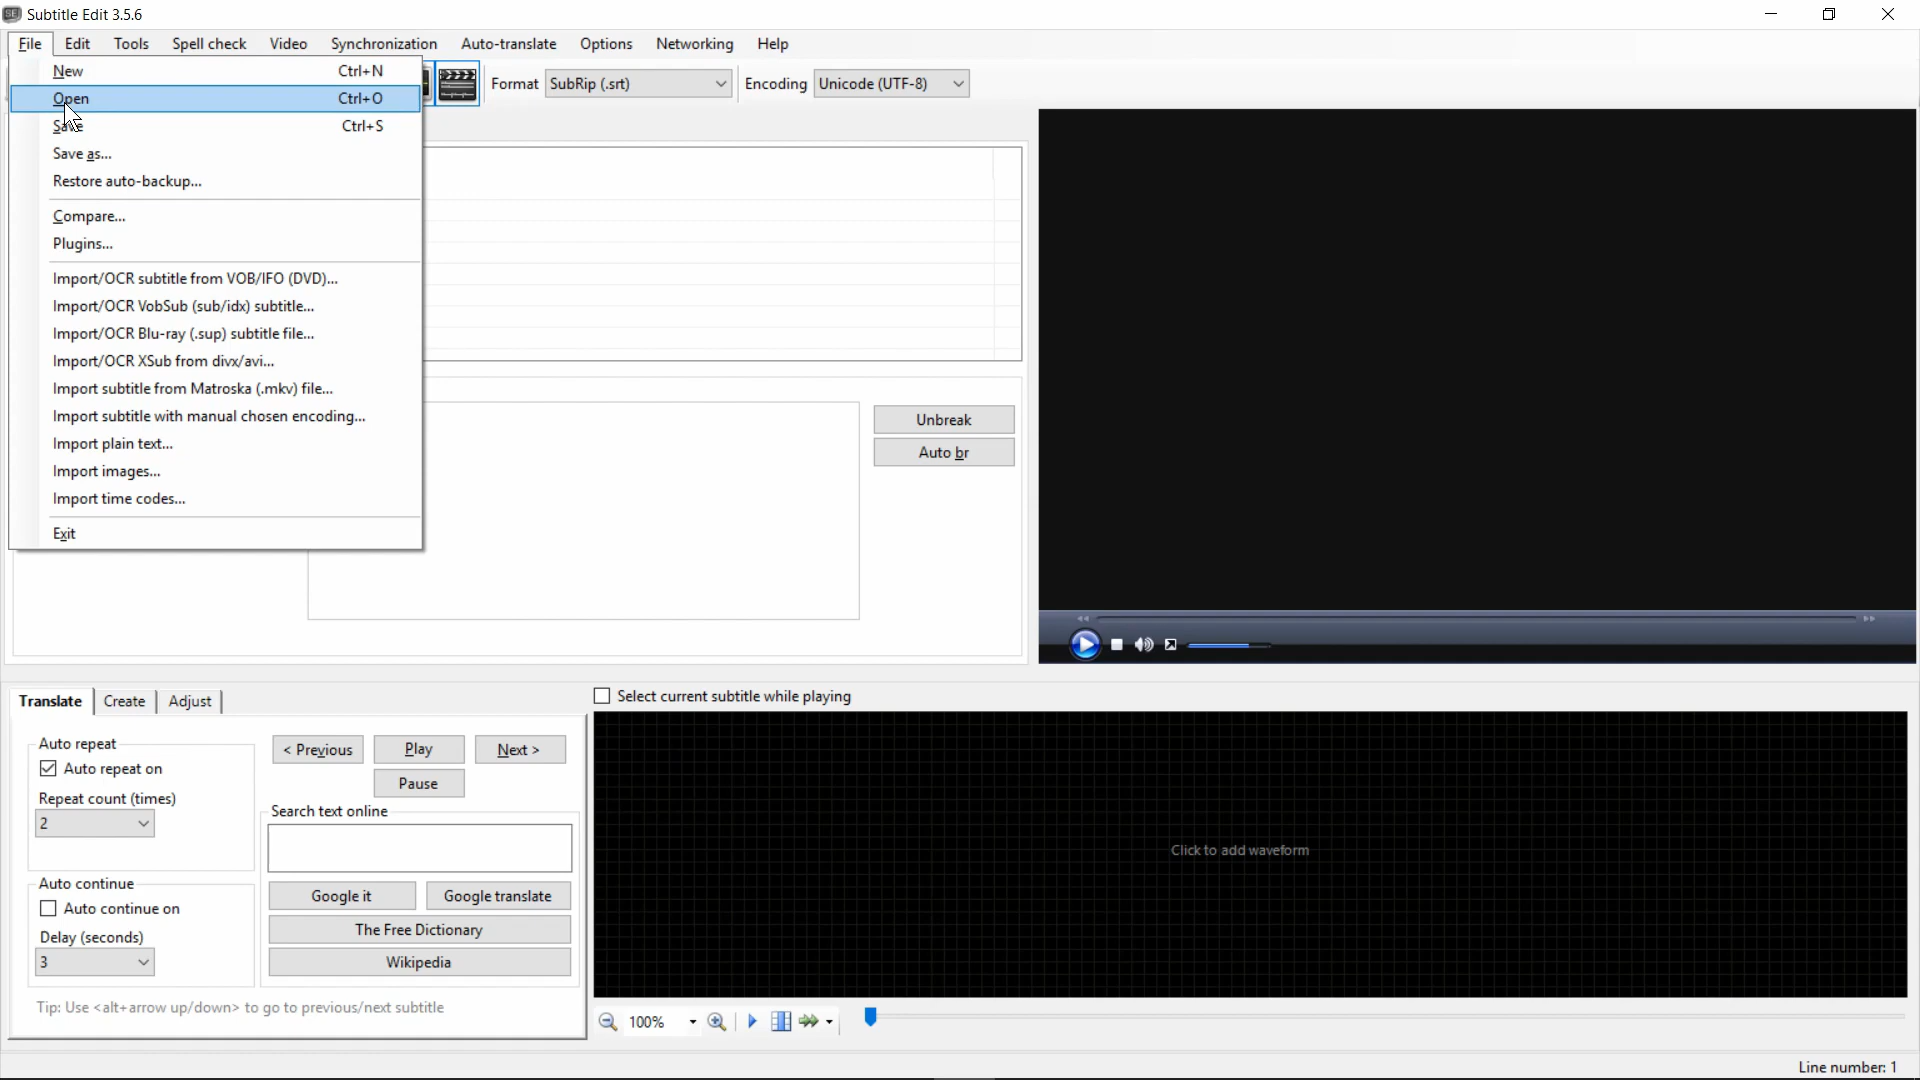 Subtitle Edit 3.5.6
File Edit Tools Spell check Video Synchronization Auto-translate Options Networking Help
New Ctrl+N
Open Ctrl+O
Save Ctrl+S
Save as...
Restore auto-backup...
Compare...
Plugins...
Import/OCR subtitle from VOB/IFO (DVD)...
Import/OCR VobSub (sub/idx) subtitle...
Import/OCR Blu-ray (.sup) subtitle file...
Import/OCR XSub from divx/avi...
Import subtitle from Matroska (.mkv) file...
Import subtitle with manual chosen encoding...
Import plain text...
Import images...
Import time codes...
Exit
Format SubRip (.srt) Encoding Unicode (UTF-8)
Unbreak
Auto br
Translate Create Adjust
Auto repeat
Auto repeat on
Repeat count (times)
2
Auto continue
Auto continue on
Delay (seconds)
3
< Previous Play Next >
Pause
Search text online
Google it Google translate
The Free Dictionary
Wikipedia
Tip: Use <alt+arrow up/down> to go to previous/next subtitle
Select current subtitle while playing
Click to add waveform
100%
Line number: 1